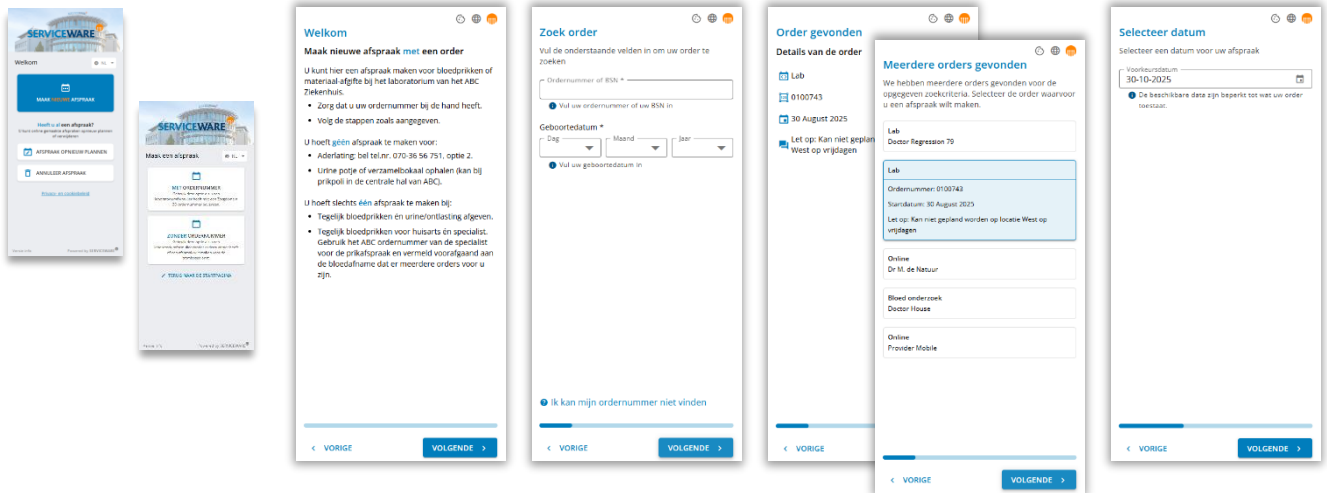 SERVICEWARE
Welkom
NL
MAAK NIEUWE AFSPRAAK
Heeft u al een afspraak?
AFSPRAAK OPNIEUW PLANNEN
ANNULEER AFSPRAAK
Privacy- en cookiebeleid
SERVICEWARE
Maak een afspraak
NL
MET ORDERNUMMER
ZONDER ORDERNUMMER
TERUG NAAR DE STARTPAGINA
Welkom
Maak nieuwe afspraak met een order
U kunt hier een afspraak maken voor bloedprikken of
materiaal-afgifte bij het laboratorium van het ABC
Ziekenhuis.
• Zorg dat u uw ordernummer bij de hand heeft.
• Volg de stappen zoals aangegeven.
U hoeft géén afspraak te maken voor:
• Aderlating: bel tel.nr. 070-36 56 751, optie 2.
• Urine potje of verzamelbokaal ophalen (kan bij
prikpoli in de centrale hal van ABC).
U hoeft slechts één afspraak te maken bij:
• Tegelijk bloedprikken én urine/ontlasting afgeven.
• Tegelijk bloedprikken voor huisarts én specialist.
Gebruik het ABC ordernummer van de specialist
voor de prikafspraak en vermeld voorafgaand aan
de bloedafname dat er meerdere orders voor u
zijn.
VORIGE
VOLGENDE
Zoek order
Vul de onderstaande velden in om uw order te
zoeken
Ordernummer of BSN *
Vul uw ordernummer of uw BSN in
Geboortedatum *
Dag
Maand
Jaar
Vul uw geboortedatum in
Ik kan mijn ordernummer niet vinden
VORIGE
VOLGENDE
Order gevonden
Details van de order
Lab
0100743
30 August 2025
Let op: Kan niet
West op vrijdagen
VORIGE
Meerdere orders gevonden
We hebben meerdere orders gevonden voor de
opgegeven zoekcriteria. Selecteer de order waarvoor
u een afspraak wilt maken.
Lab
Doctor Regression 79
Lab
Ordernummer: 0100743
Startdatum: 30 August 2025
Let op: Kan niet gepland worden op locatie West op
vrijdagen
Online
Dr M. de Natuur
Bloed onderzoek
Doctor House
Online
Provider Mobile
VORIGE
VOLGENDE
Selecteer datum
Selecteer een datum voor uw afspraak
Voorkeursdatum
30-10-2025
De beschikbare data zijn beperkt tot wat uw order
toestaat.
VORIGE
VOLGENDE